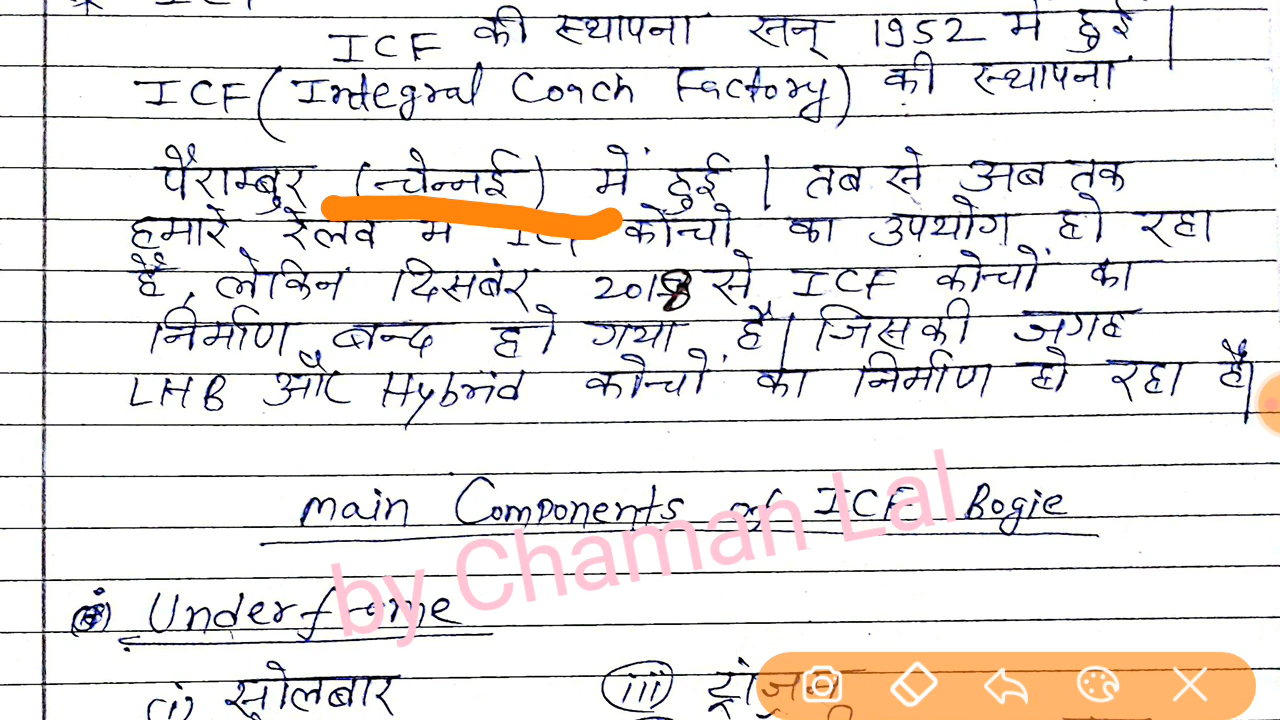 ICF की स्थापना सन् 1952 में हुई |
ICF (Integral Coach Factory) की स्थापना
पैराम्बुर (चेन्नई) में हुई | तब से अब तक
हमारे रेलवे में ICF कोचो का उपयोग हो रहा
है, लेकिन दिसबंर 2018 से ICF कोचों का
निर्माण बन्द हो गया है| जिसकी जगह
LHB और Hybrid कोचों का निर्माण हो रहा है|
main Components of ICF Bogie
by Chaman Lal
Underframe
(i) सोलबार (iii)